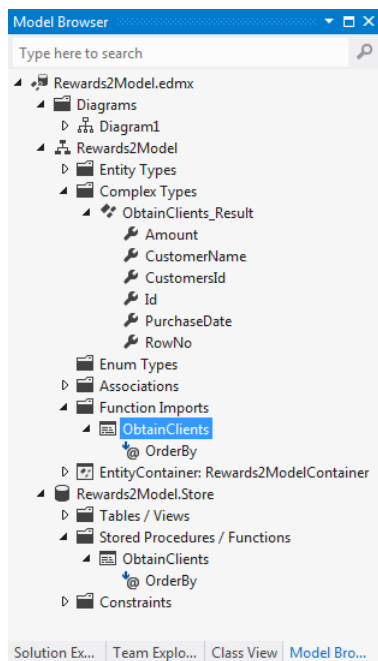 Model Browser
Type here to search
Rewards2Model.edmx
Diagrams
Diagram1
Rewards2Model
Entity Types
Complex Types
ObtainClients_Result
Amount
CustomerName
CustomersId
Id
PurchaseDate
RowNo
Enum Types
Associations
Function Imports
ObtainClients
OrderBy
EntityContainer: Rewards2ModelContainer
Rewards2Model.Store
Tables / Views
Stored Procedures / Functions
ObtainClients
OrderBy
Constraints
Solution Ex... Team Explo... Class View Model Bro...